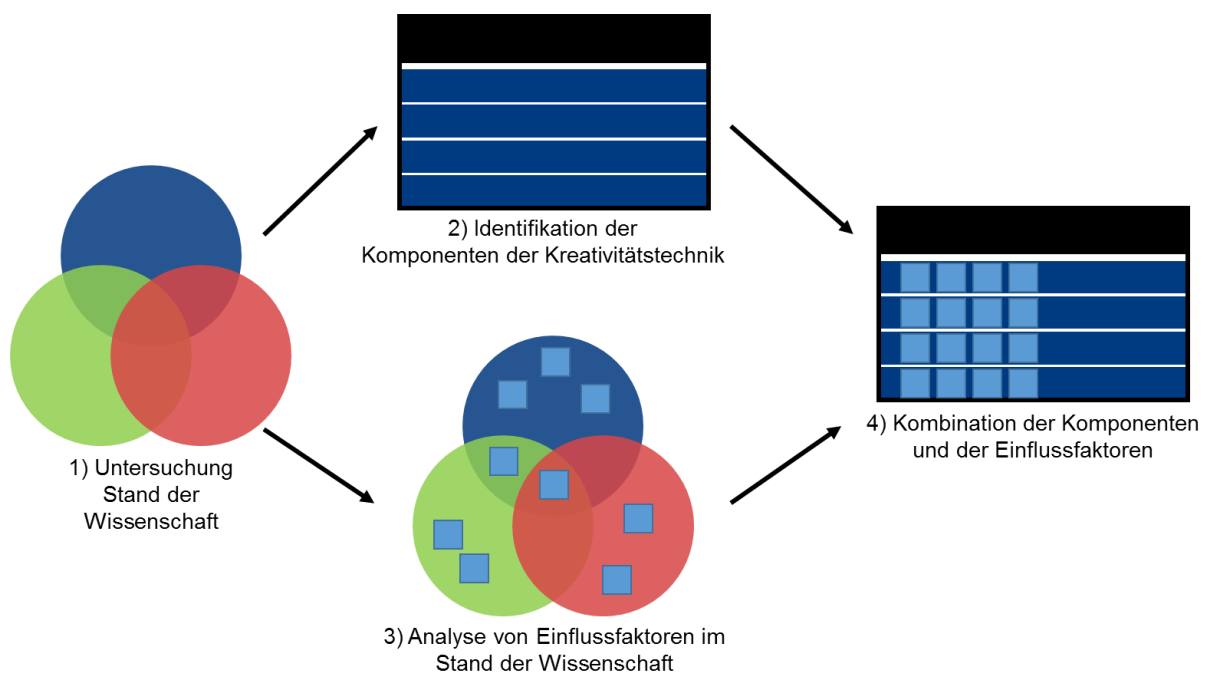 1) Untersuchung
Stand der
Wissenschaft
2) Identifikation der
Komponenten der Kreativitätstechnik
3) Analyse von Einflussfaktoren im
Stand der Wissenschaft
4) Kombination der Komponenten
und der Einflussfaktoren